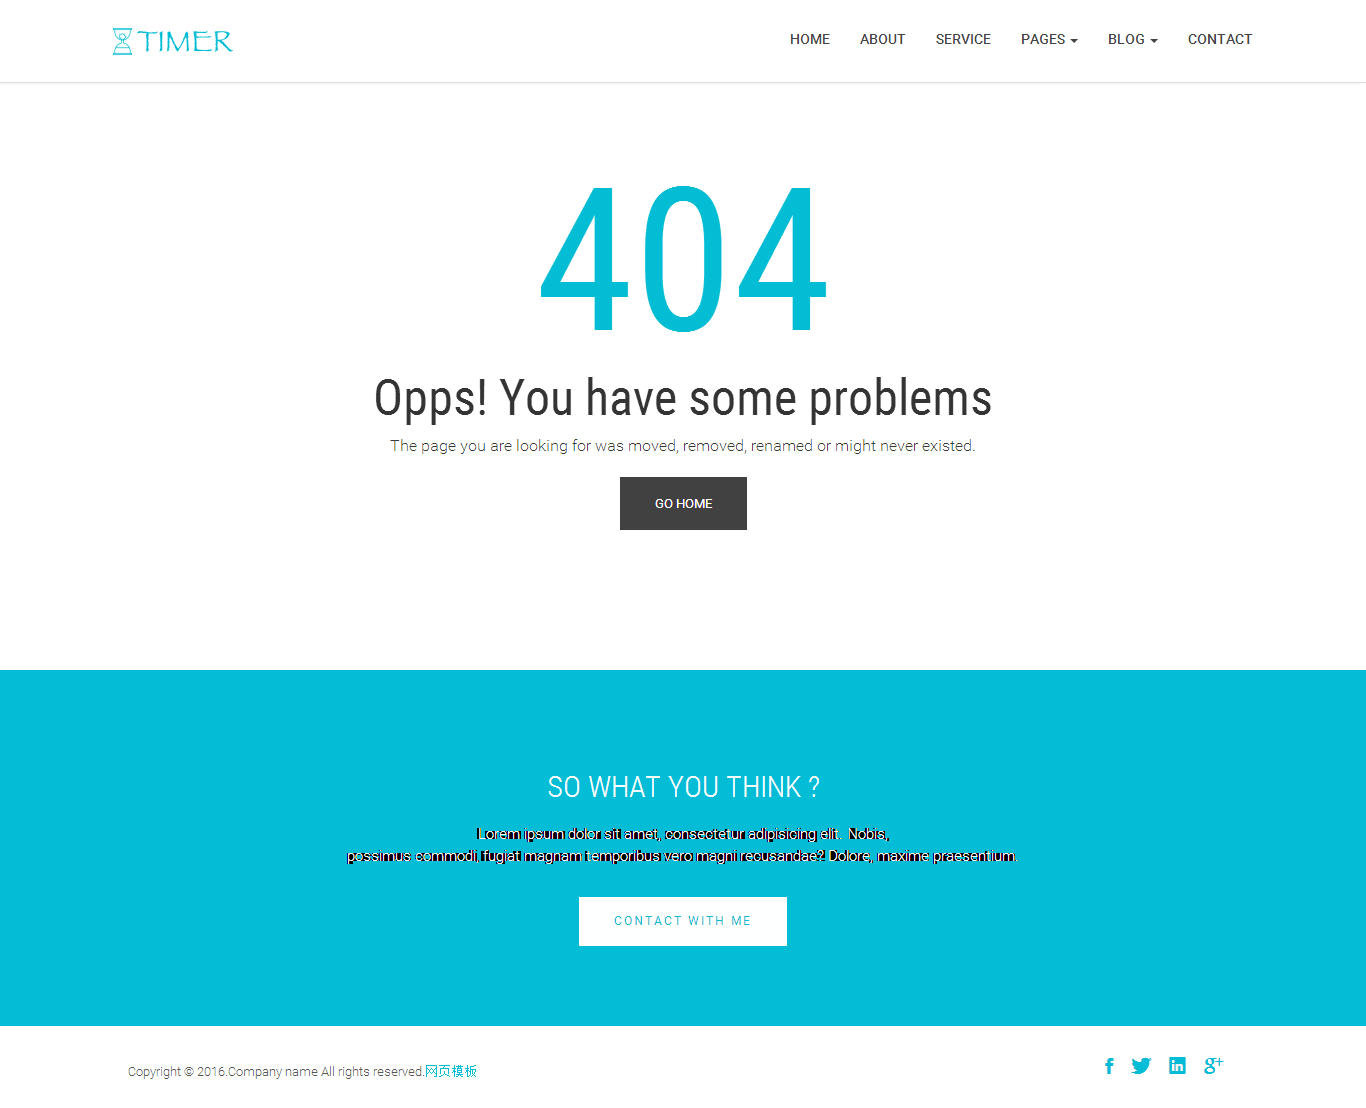 TIMER
HOME ABOUT SERVICE PAGES BLOG CONTACT
404
Opps! You have some problems
The page you are looking for was moved, removed, renamed or might never existed.
GO HOME
SO WHAT YOU THINK ?
Lorem ipsum dolor sit amet, consectetur adipisicing elit. Nobis,
possimus commodi, fugiat magnam temporibus vero magni recusandae? Dolore, maxime praesentium.
CONTACT WITH ME
Copyright © 2016.Company name All rights reserved.网页模板